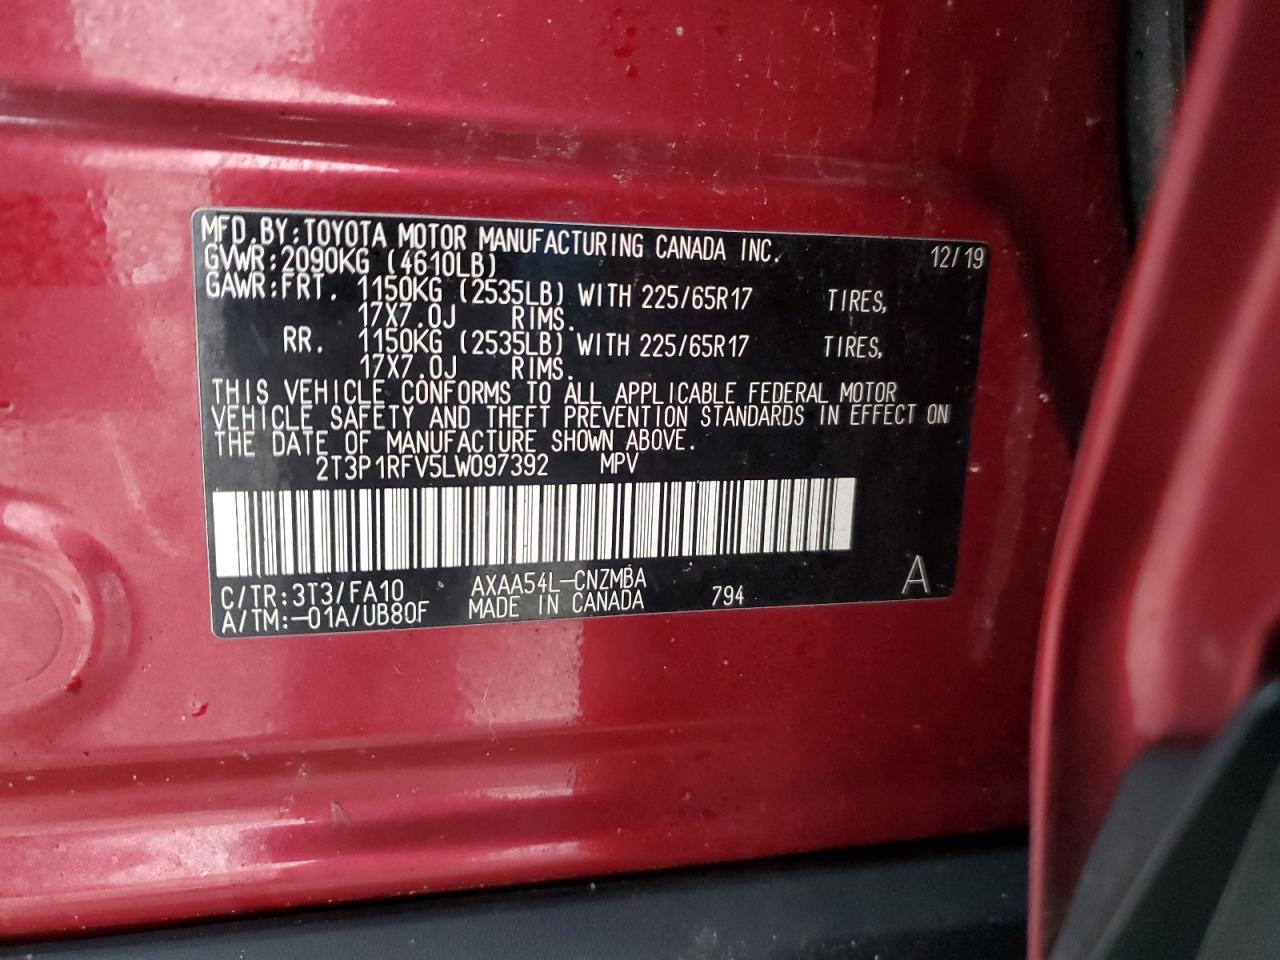 MFD BY: TOYOTA MOTOR MANUFACTURING CANADA INC. 12/19
GVWR: 2090KG (4610LB)
GAWR: FRT. 1150KG (2535LB) WITH 225/65R17 TIRES,
17X7.0J RIMS.
RR. 1150KG (2535LB) WITH 225/65R17 TIRES,
17X7.0J RIMS.
THIS VEHICLE CONFORMS TO ALL APPLICABLE FEDERAL MOTOR
VEHICLE SAFETY AND THEFT PREVENTION STANDARDS IN EFFECT ON
THE DATE OF MANUFACTURE SHOWN ABOVE.
2T3P1RFV5LW097392 MPV
C/TR: 3T3/FA10 AXAA54L-CNZMBA 794 A
A/TM: -01A/UB80F MADE IN CANADA